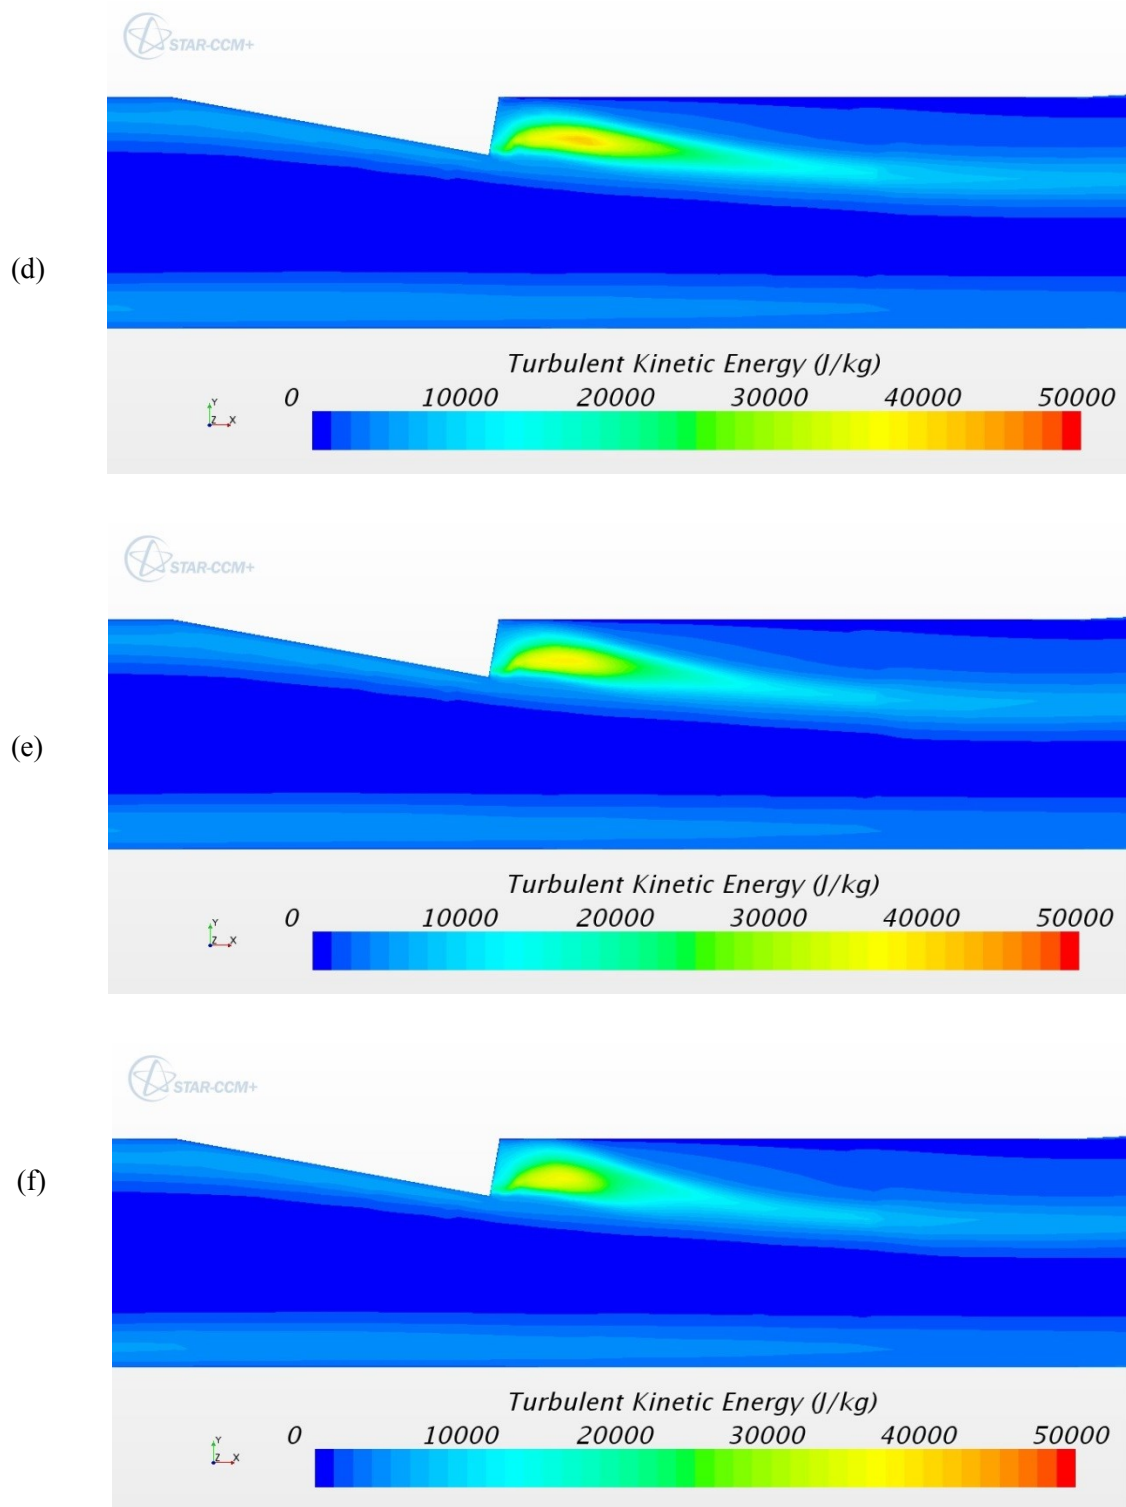 STAR-CCM+
(d)
Turbulent Kinetic Energy (J/kg)
0 10000 20000 30000 40000 50000
Y
Z X
STAR-CCM+
(e)
Turbulent Kinetic Energy (J/kg)
0 10000 20000 30000 40000 50000
Y
Z X
STAR-CCM+
(f)
Turbulent Kinetic Energy (J/kg)
0 10000 20000 30000 40000 50000
Y
Z X